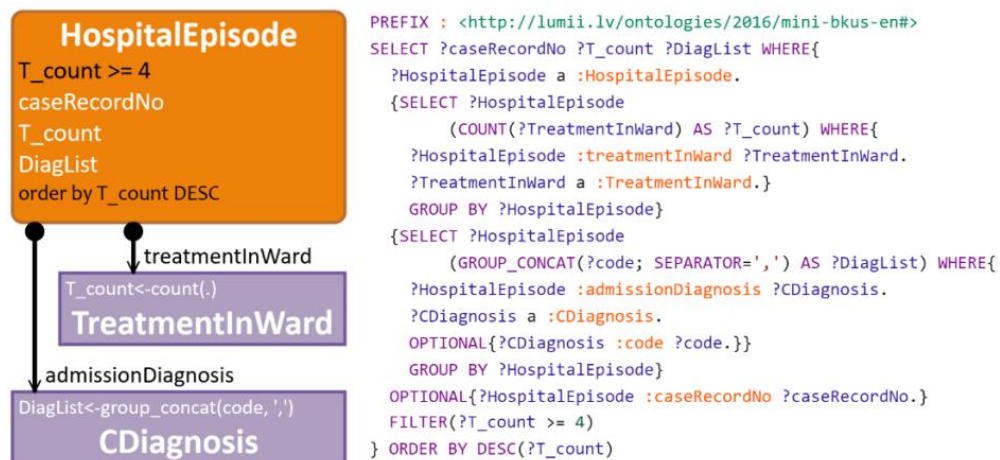 HospitalEpisode
T_count >= 4
caseRecordNo
T_count
DiagList
order by T_count DESC
treatmentInWard
T_count<-count(.)
TreatmentInWard
admissionDiagnosis
DiagList<-group_concat(code, ',')
CDiagnosis
PREFIX : <http://lumii.lv/ontologies/2016/mini-bkus-en#>
SELECT ?caseRecordNo ?T_count ?DiagList WHERE{
?HospitalEpisode a :HospitalEpisode.
{SELECT ?HospitalEpisode
(COUNT(?TreatmentInWard) AS ?T_count) WHERE{
?HospitalEpisode :treatmentInWard ?TreatmentInWard.
?TreatmentInWard a :TreatmentInWard.}
GROUP BY ?HospitalEpisode}
{SELECT ?HospitalEpisode
(GROUP_CONCAT(?code; SEPARATOR=',') AS ?DiagList) WHERE{
?HospitalEpisode :admissionDiagnosis ?CDiagnosis.
?CDiagnosis a :CDiagnosis.
OPTIONAL{?CDiagnosis :code ?code.}}
GROUP BY ?HospitalEpisode}
OPTIONAL{?HospitalEpisode :caseRecordNo ?caseRecordNo.}
FILTER(?T_count >= 4)
} ORDER BY DESC(?T_count)